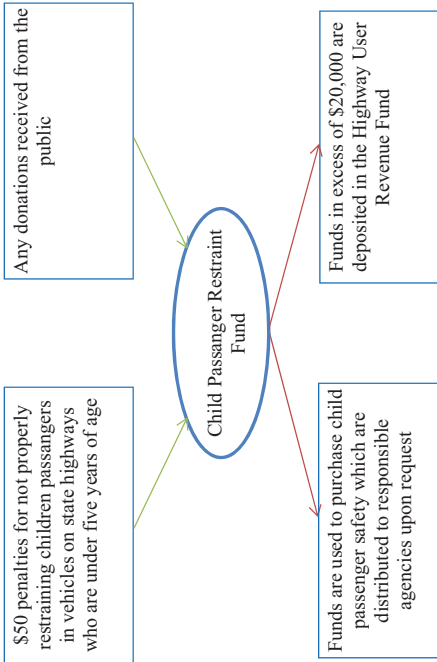 $50 penalties for not properly
restraining children passengers
in vehicles on state highways
who are under five years of age
Any donations received from the
public
Child Passanger Restraint
Fund
Funds are used to purchase child
passenger safety which are
distributed to responsible
agencies upon request
Funds in excess of $20,000 are
deposited in the Highway User
Revenue Fund